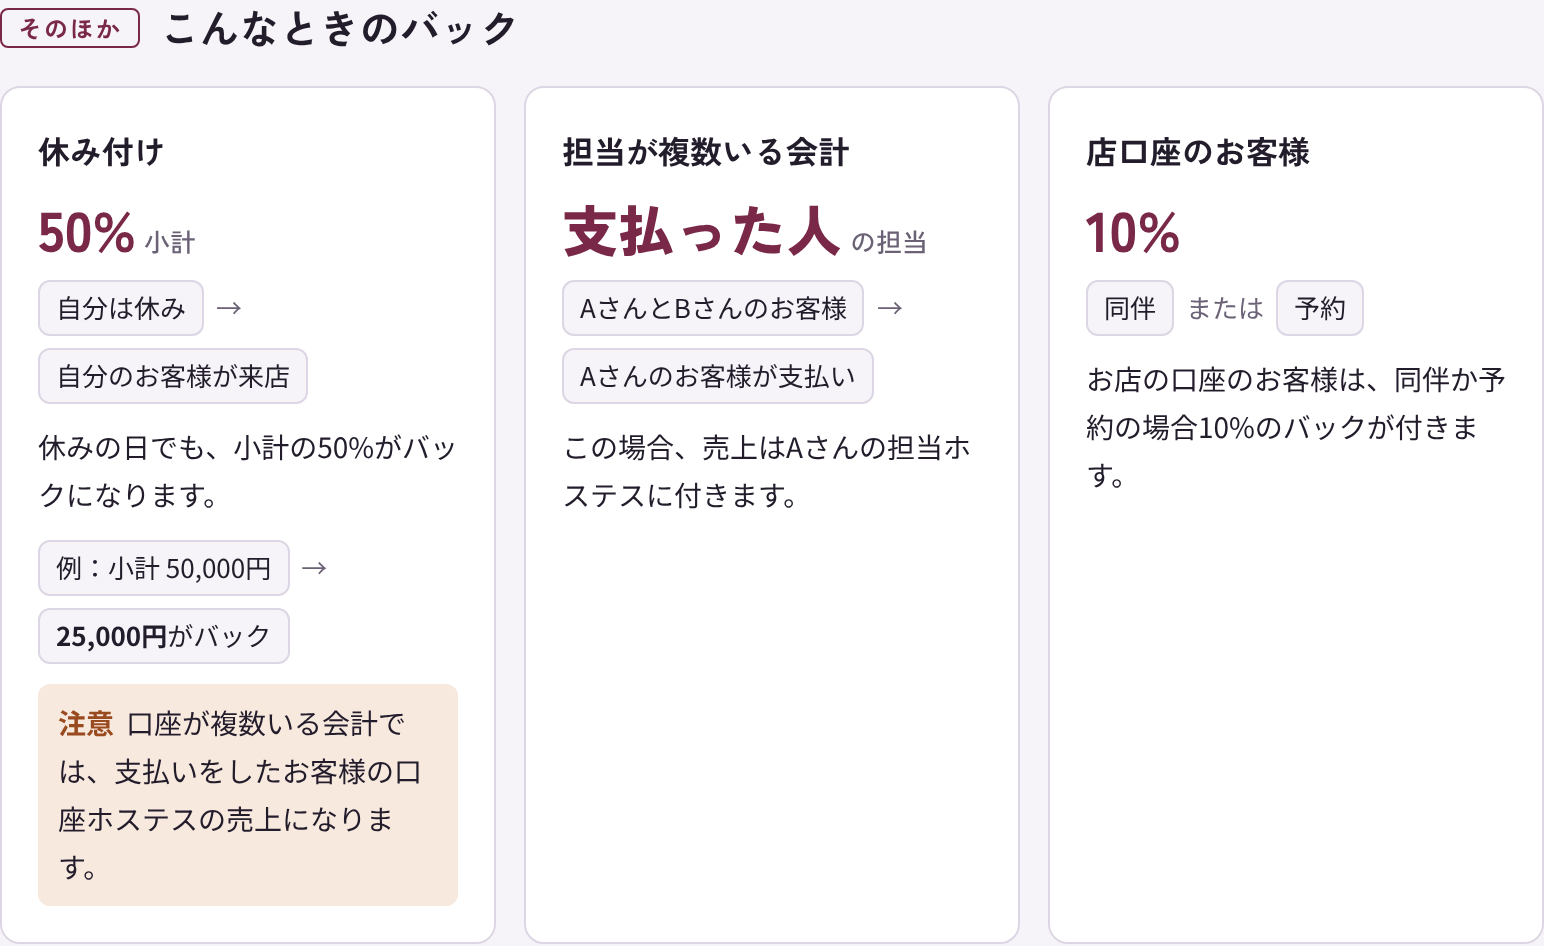 そのほか こんなときのバック
休み付け
50% 小計
自分は休み →
自分のお客様が来店
休みの日でも、小計の50%がバッ
クになります。
例：小計 50,000円 →
25,000円がバック
注意 口座が複数いる会計で
は、支払いをしたお客様の口
座ホステスの売上になりま
す。
担当が複数いる会計
支払った人 の担当
AさんとBさんのお客様 →
Aさんのお客様が支払い
この場合、売上はAさんの担当ホ
ステスに付きます。
店口座のお客様
10%
同伴 または 予約
お店の口座のお客様は、同伴か予
約の場合10%のバックが付きま
す。